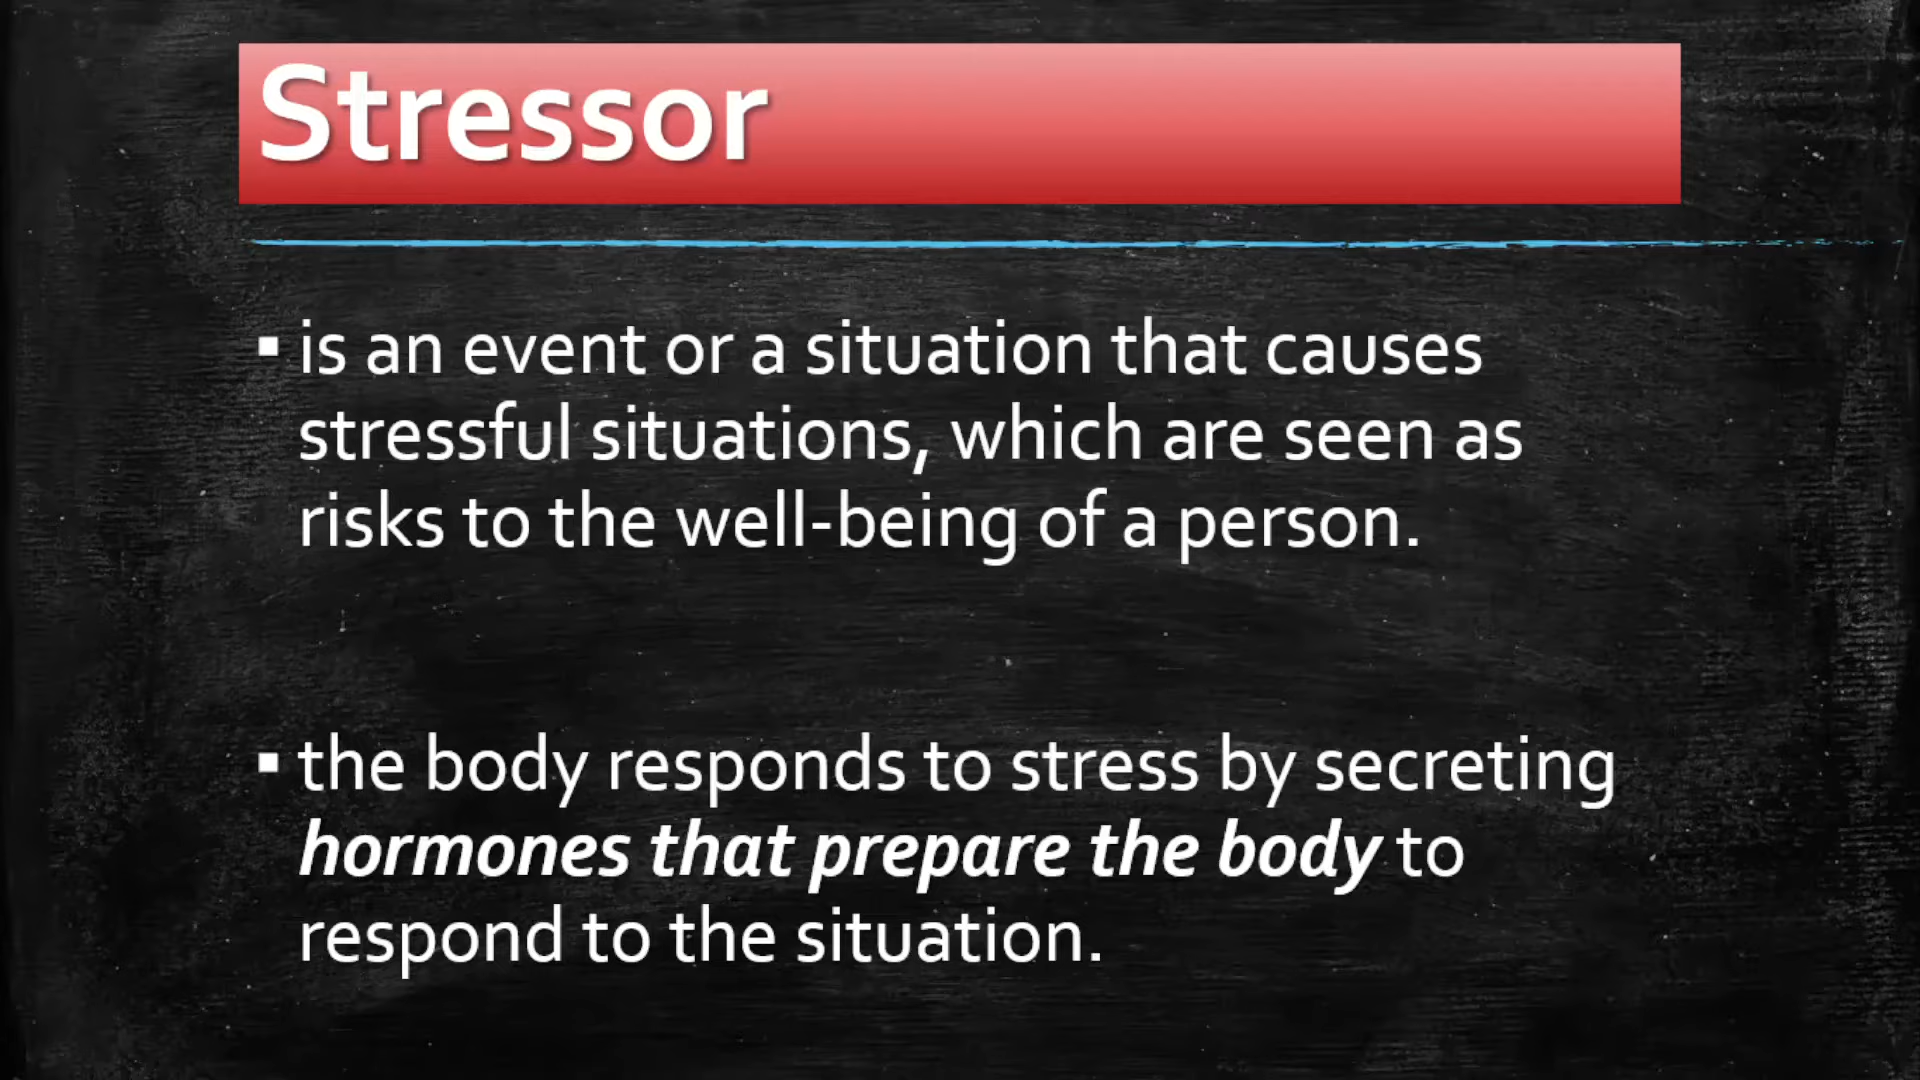 Stressor
▪ is an event or a situation that causes
stressful situations, which are seen as
risks to the well-being of a person.
▪ the body responds to stress by secreting
hormones that prepare the body to
respond to the situation.